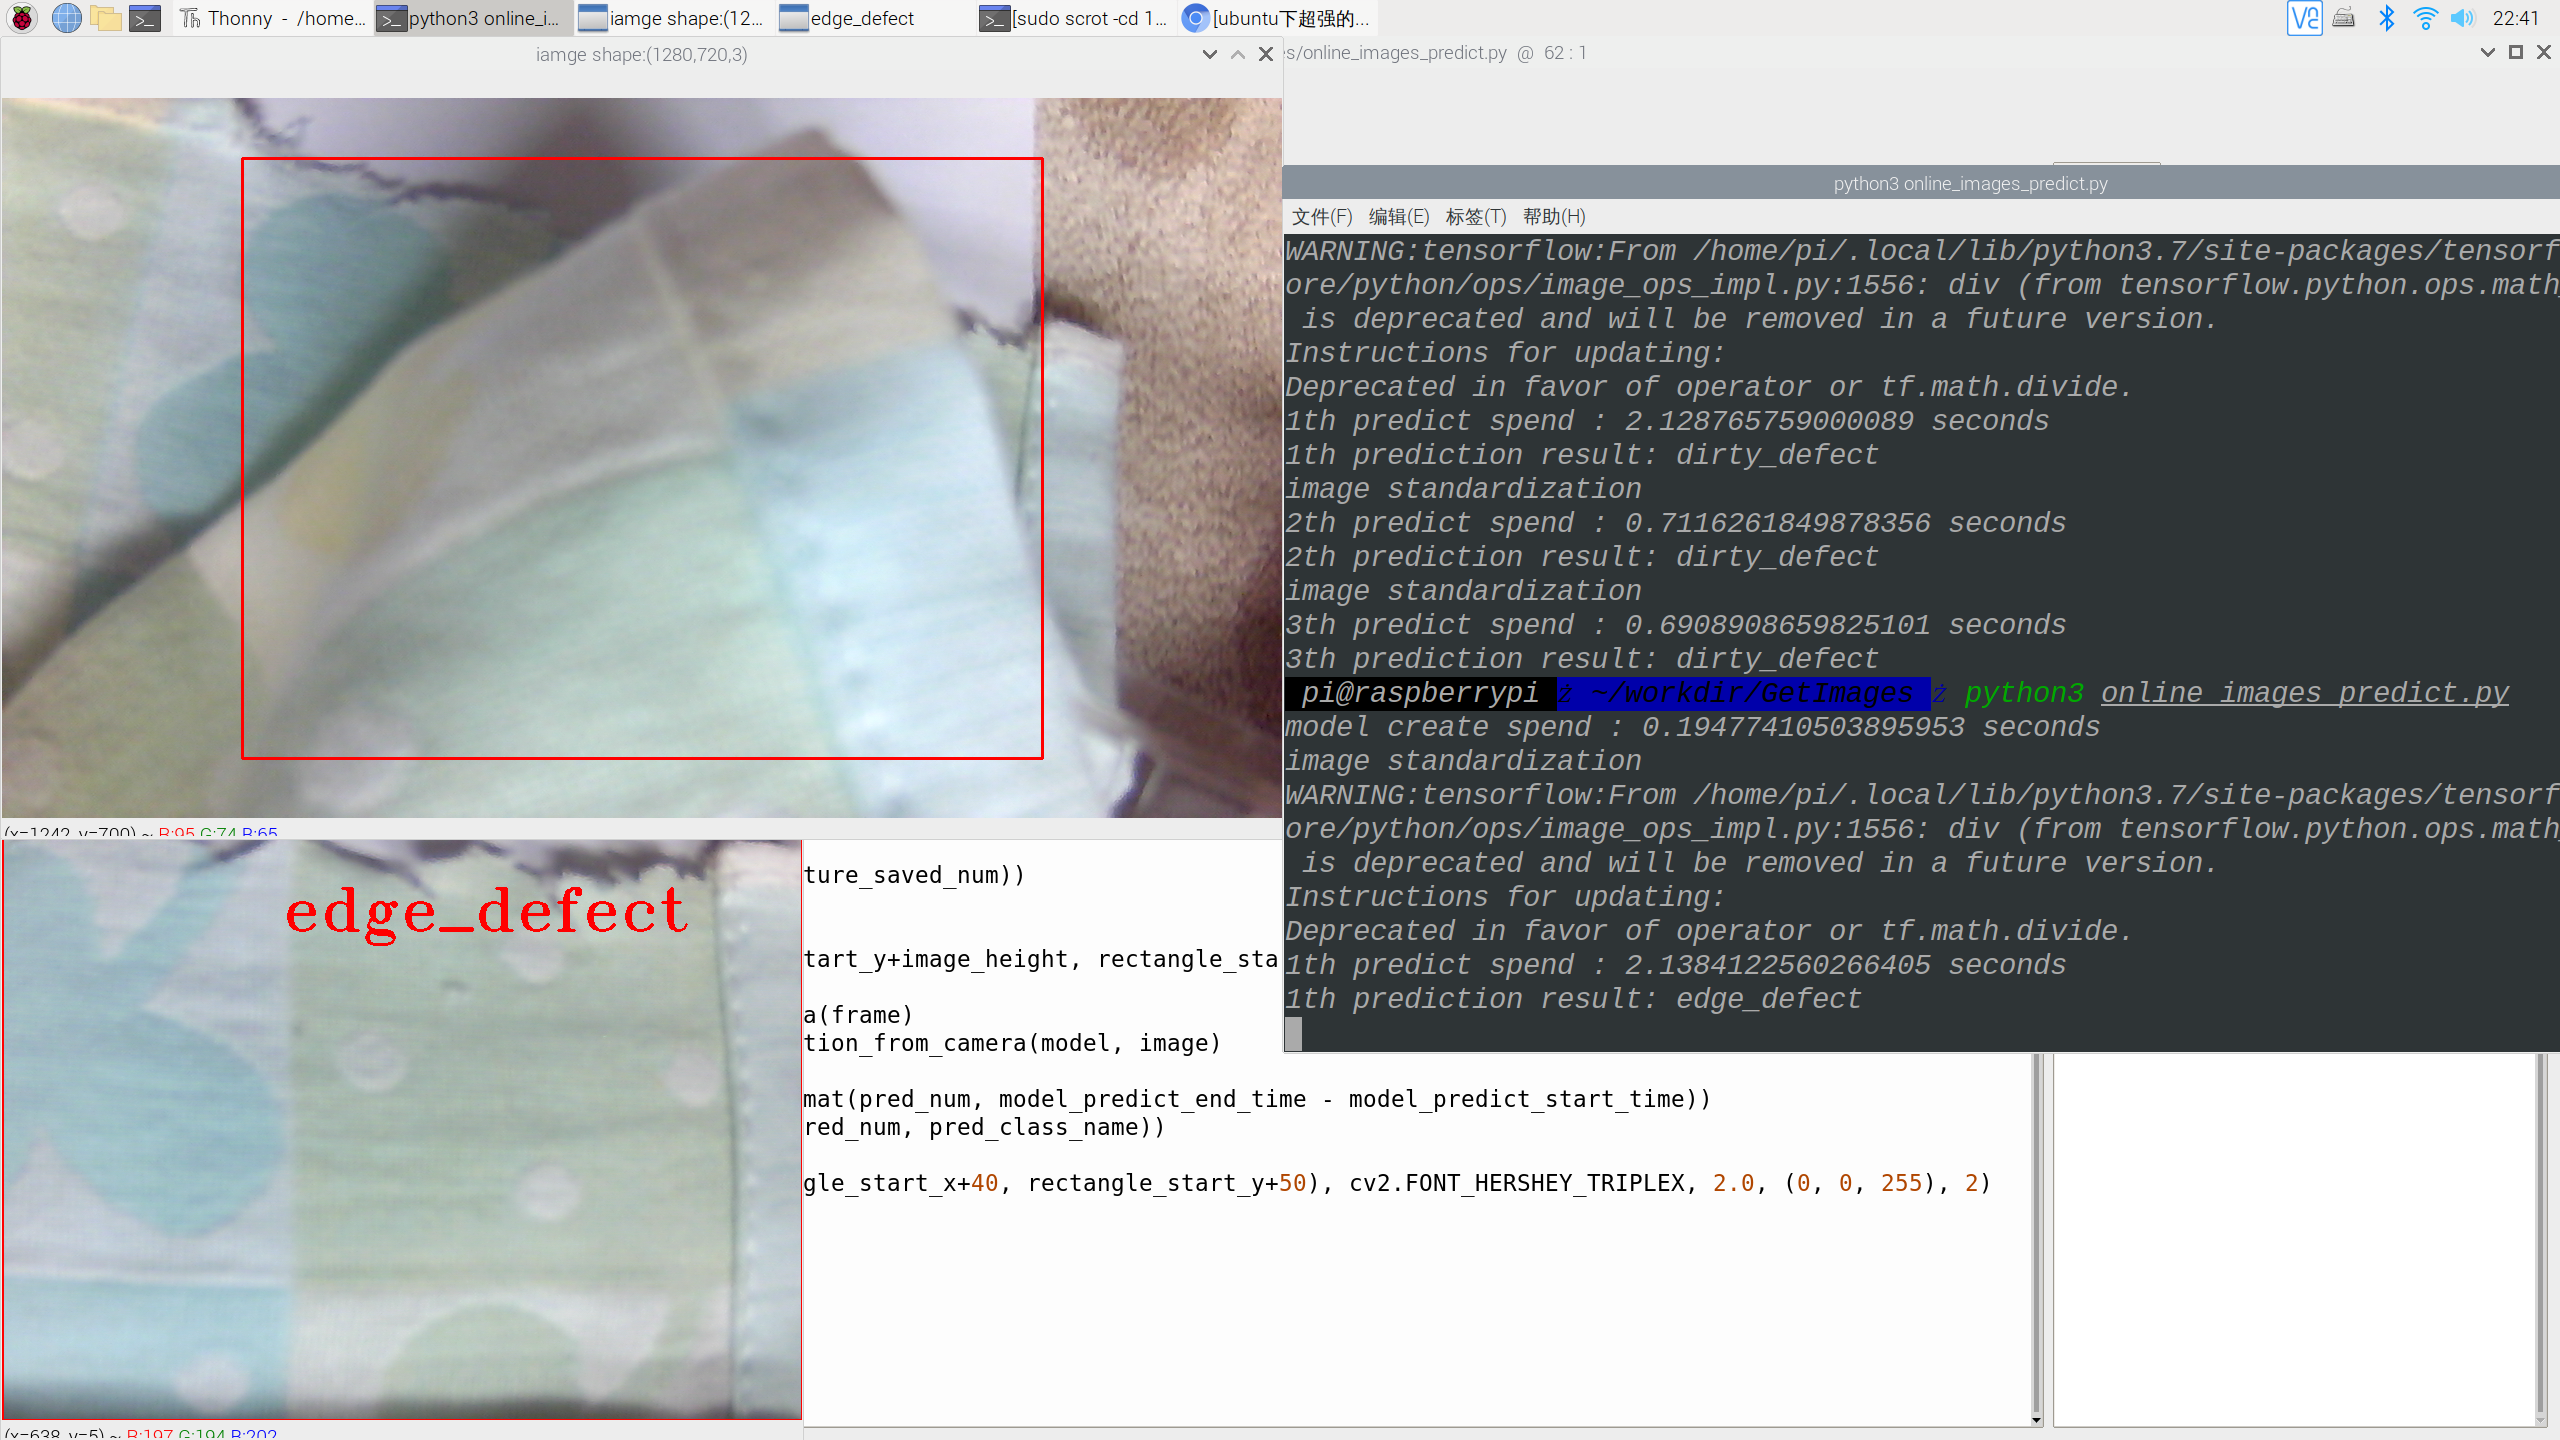 Thonny - /home...
python3 online_i...
iamge shape:(12...
edge_defect
[sudo scrot -cd 1...
[ubuntu下超强的...
22:41
iamge shape:(1280,720,3)
s/online_images_predict.py @ 62 : 1
python3 online_images_predict.py
文件(F) 编辑(E) 标签(T) 帮助(H)
WARNING:tensorflow:From /home/pi/.local/lib/python3.7/site-packages/tensorf
ore/python/ops/image_ops_impl.py:1556: div (from tensorflow.python.ops.math_
is deprecated and will be removed in a future version.
Instructions for updating:
Deprecated in favor of operator or tf.math.divide.
1th predict spend : 2.128765759000089 seconds
1th prediction result: dirty_defect
image standardization
2th predict spend : 0.7116261849878356 seconds
2th prediction result: dirty_defect
image standardization
3th predict spend : 0.6908908659825101 seconds
3th prediction result: dirty_defect
pi@raspberrypi ż ~/workdir/GetImages ż python3 online_images_predict.py
model create spend : 0.19477410503895953 seconds
image standardization
WARNING:tensorflow:From /home/pi/.local/lib/python3.7/site-packages/tensorf
ore/python/ops/image_ops_impl.py:1556: div (from tensorflow.python.ops.math_
is deprecated and will be removed in a future version.
Instructions for updating:
Deprecated in favor of operator or tf.math.divide.
1th predict spend : 2.1384122560266405 seconds
1th prediction result: edge_defect
(x=1242, y=700) ~ R:95 G:74 B:65
edge_defect
ture_saved_num))
tart_y+image_height, rectangle_sta
a(frame)
tion_from_camera(model, image)
mat(pred_num, model_predict_end_time - model_predict_start_time))
red_num, pred_class_name))
gle_start_x+40, rectangle_start_y+50), cv2.FONT_HERSHEY_TRIPLEX, 2.0, (0, 0, 255), 2)
(x=638, y=5) ~ R:197 G:194 B:202